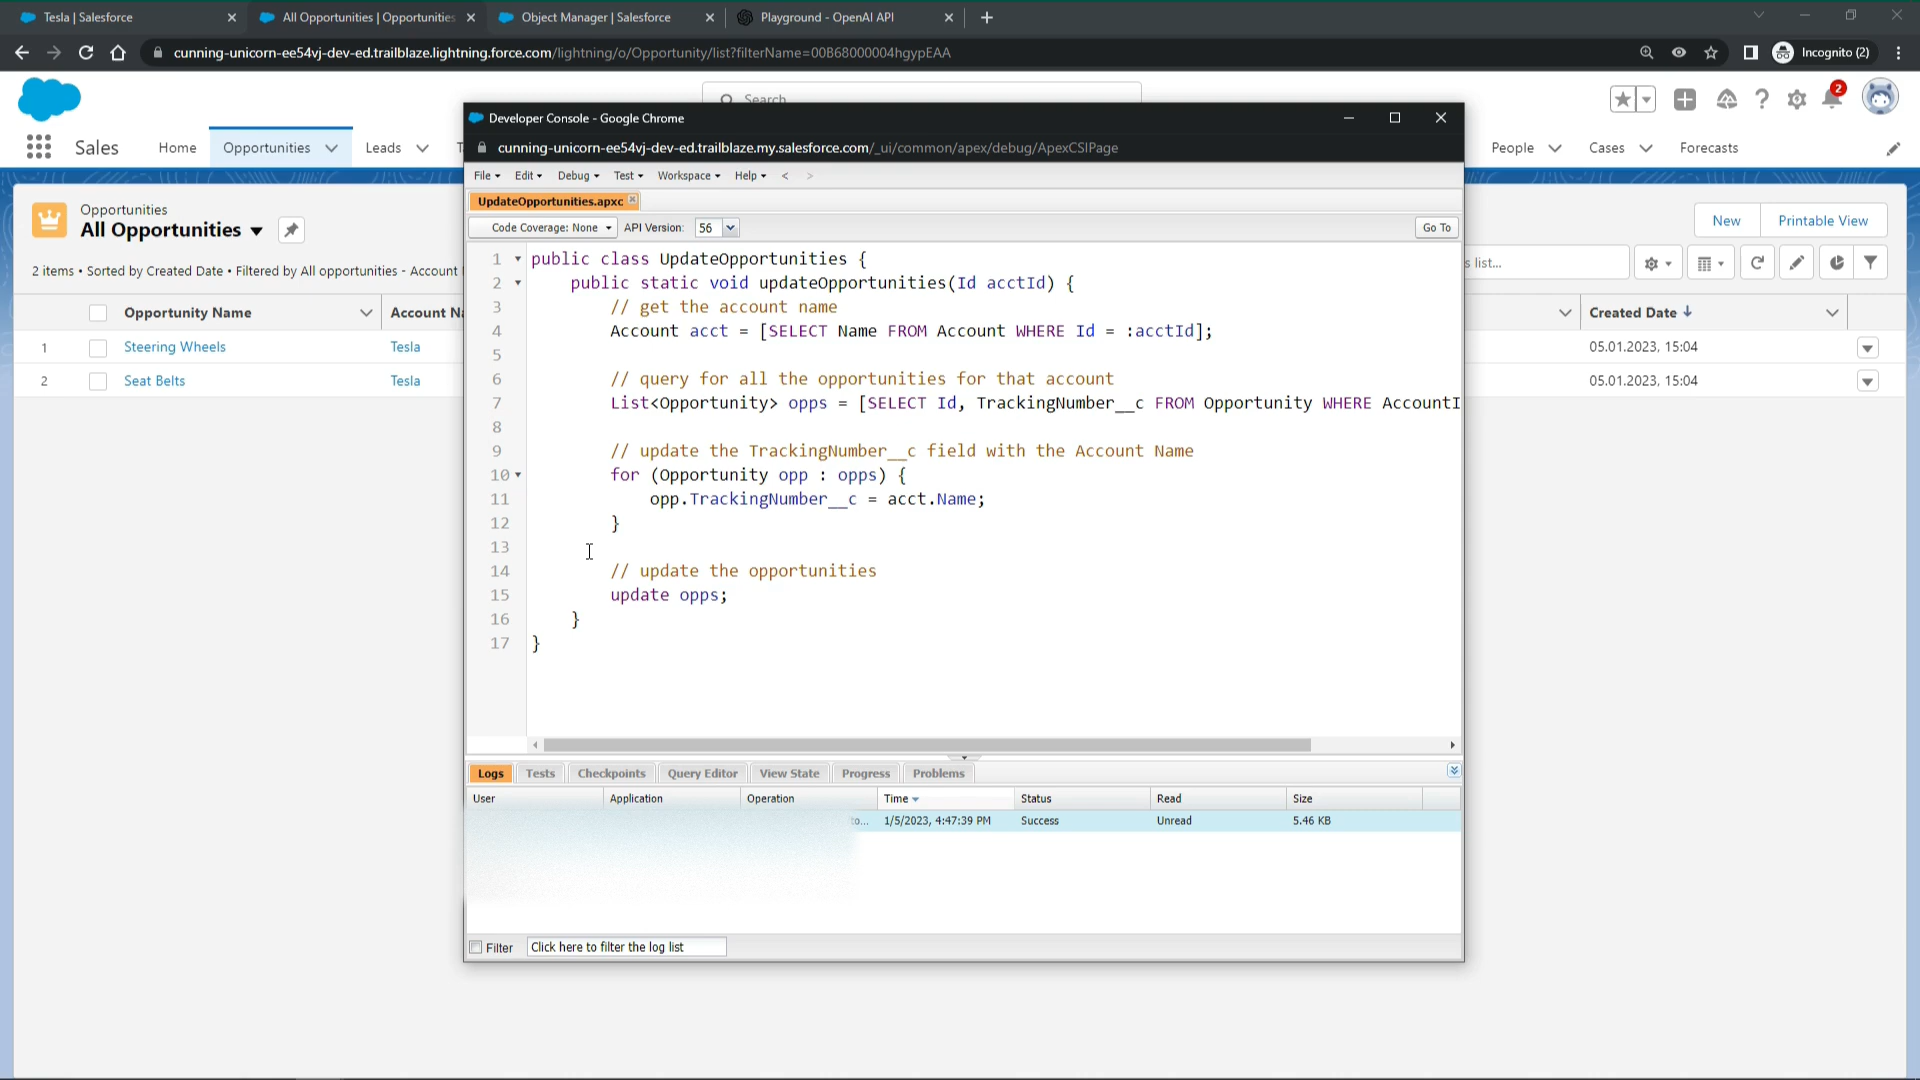 Tesla | Salesforce
All Opportunities | Opportunities
Object Manager | Salesforce
Playground - OpenAI API
cunning-unicorn-ee54vj-dev-ed.trailblaze.lightning.force.com/lightning/o/Opportunity/list?filterName=00B68000004hgypEAA
Incognito (2)
Search
2
Developer Console - Google Chrome
Sales
Home
Opportunities
Leads
cunning-unicorn-ee54vj-dev-ed.trailblaze.my.salesforce.com/_ui/common/apex/debug/ApexCSIPage
People
Cases
Forecasts
File Edit Debug Test Workspace Help < >
Opportunities
All Opportunities
2 items • Sorted by Created Date • Filtered by All opportunities - Account
New
Printable View
s list...
Opportunity Name
Account Na
Created Date
1 Steering Wheels Tesla 05.01.2023, 15:04
2 Seat Belts Tesla 05.01.2023, 15:04
UpdateOpportunities.apxc
Code Coverage: None API Version: 56 Go To
1 public class UpdateOpportunities {
2 public static void updateOpportunities(Id acctId) {
3 // get the account name
4 Account acct = [SELECT Name FROM Account WHERE Id = :acctId];
5
6 // query for all the opportunities for that account
7 List<Opportunity> opps = [SELECT Id, TrackingNumber__c FROM Opportunity WHERE AccountI
8
9 // update the TrackingNumber__c field with the Account Name
10 for (Opportunity opp : opps) {
11 opp.TrackingNumber__c = acct.Name;
12 }
13
14 // update the opportunities
15 update opps;
16 }
17 }
Logs Tests Checkpoints Query Editor View State Progress Problems
User Application Operation Time Status Read Size
to... 1/5/2023, 4:47:39 PM Success Unread 5.46 KB
Filter Click here to filter the log list